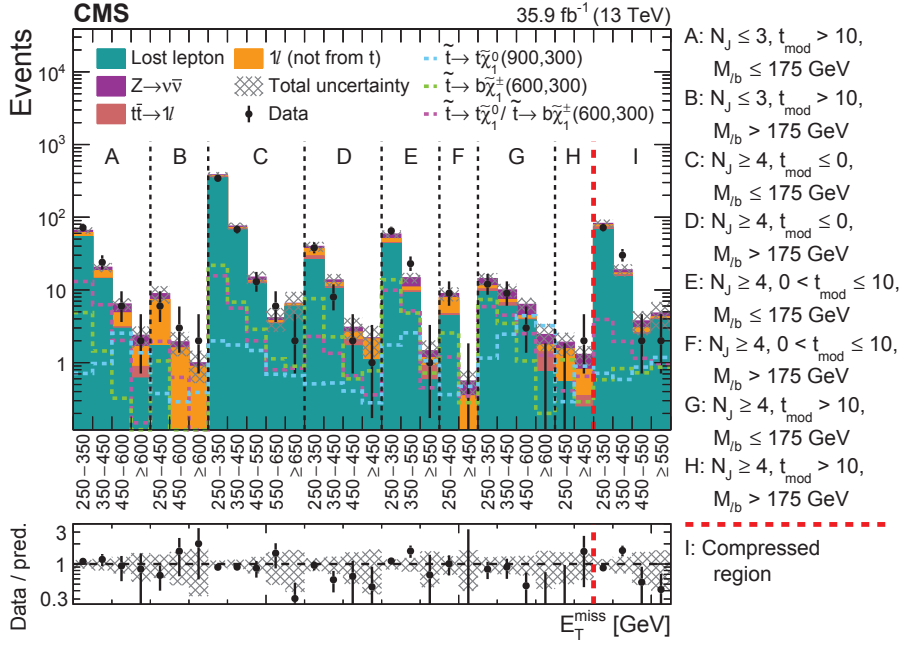 CMS
35.9 fb⁻¹ (13 TeV)
Events
10⁴
10³
10²
10
1
Lost lepton
Z→νν̅
tt̅→1l
1l (not from t)
Total uncertainty
Data
t̃→ tχ̃₁⁰(900,300)
t̃→ bχ̃₁±(600,300)
t̃→ tχ̃₁⁰/ t̃→ bχ̃₁±(600,300)
A B C D E F G H I
250−350
350−450
450−600
≥600
250−450
450−600
≥600
250−350
350−450
450−550
550−650
≥650
250−350
350−450
450−550
≥550
250−350
350−550
≥550
250−450
≥450
250−350
350−450
450−600
≥600
250−450
≥450
250−350
350−450
450−550
≥550
Data / pred.
3
1
0.3
E_T^miss [GeV]
A: N_J ≤ 3, t_mod > 10,
M_lb ≤ 175 GeV
B: N_J ≤ 3, t_mod > 10,
M_lb > 175 GeV
C: N_J ≥ 4, t_mod ≤ 0,
M_lb ≤ 175 GeV
D: N_J ≥ 4, t_mod ≤ 0,
M_lb > 175 GeV
E: N_J ≥ 4, 0 < t_mod ≤ 10,
M_lb ≤ 175 GeV
F: N_J ≥ 4, 0 < t_mod ≤ 10,
M_lb > 175 GeV
G: N_J ≥ 4, t_mod > 10,
M_lb ≤ 175 GeV
H: N_J ≥ 4, t_mod > 10,
M_lb > 175 GeV
I: Compressed
region